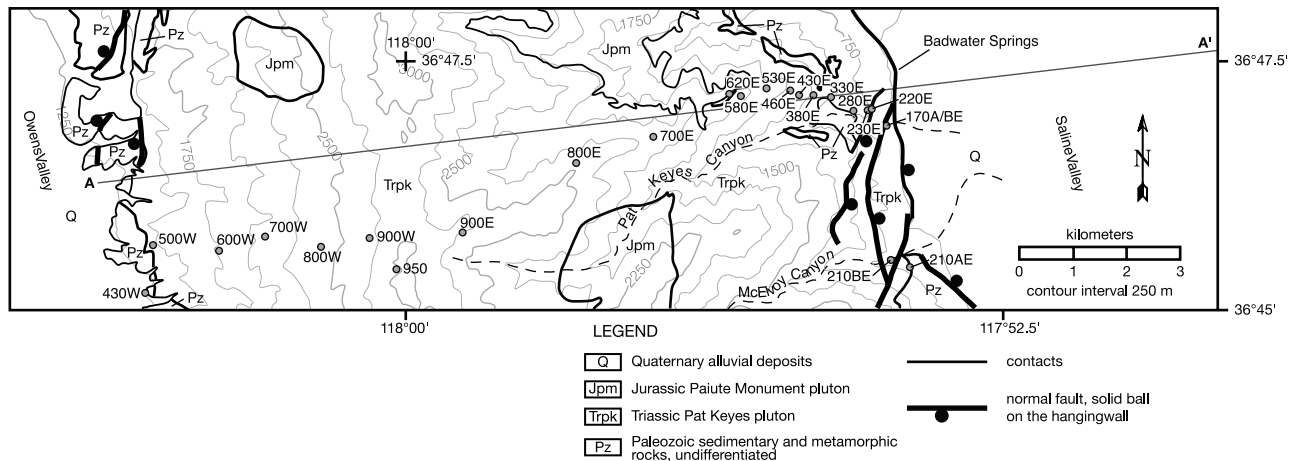 Pz
Pz
1750
Pz
750
Badwater Springs
A'
118°00'
36°47.5'
Jpm
Jpm
2000
620E
530E
430E
330E
580E
460E
380E
280E
220E
230E
170A/BE
1250
Pz
Pz
Owens Valley
1750
2500
700E
Canyon
Pz
Saline Valley
N
A
2500
800E
Keyes
Trpk
Trpk
1500
Q
Trpk
Q
Pat
kilometers
0 1 2 3
contour interval 250 m
Pz
500W
600W
700W
800W
900W
900E
950
Jpm
2250
McElvoy Canyon
210BE
210AE
Pz
430W
Pz
36°45'
118°00'
117°52.5'
LEGEND
Q Quaternary alluvial deposits
Jpm Jurassic Paiute Monument pluton
Trpk Triassic Pat Keyes pluton
Pz Paleozoic sedimentary and metamorphic
rocks, undifferentiated
contacts
normal fault, solid ball
on the hangingwall